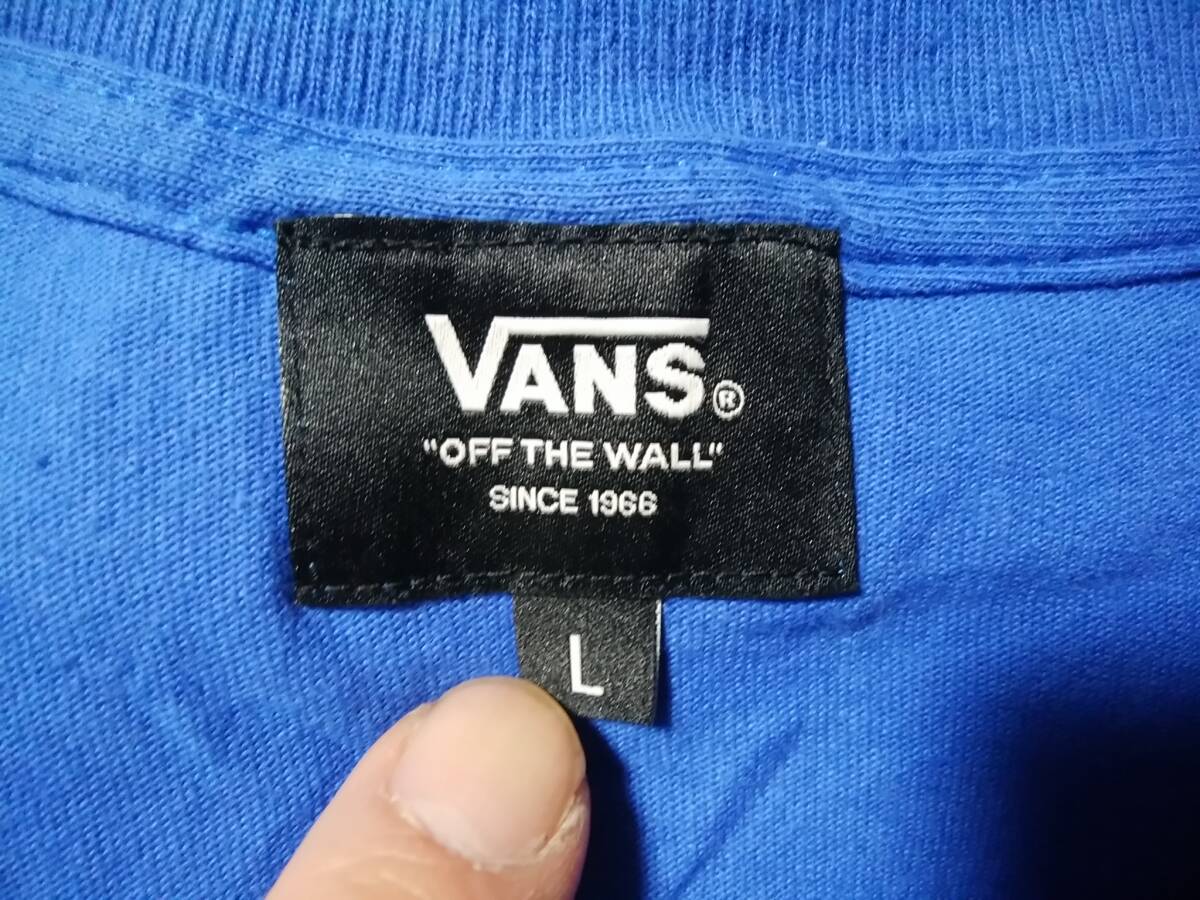 VANS®
"OFF THE WALL"
SINCE 1966
L